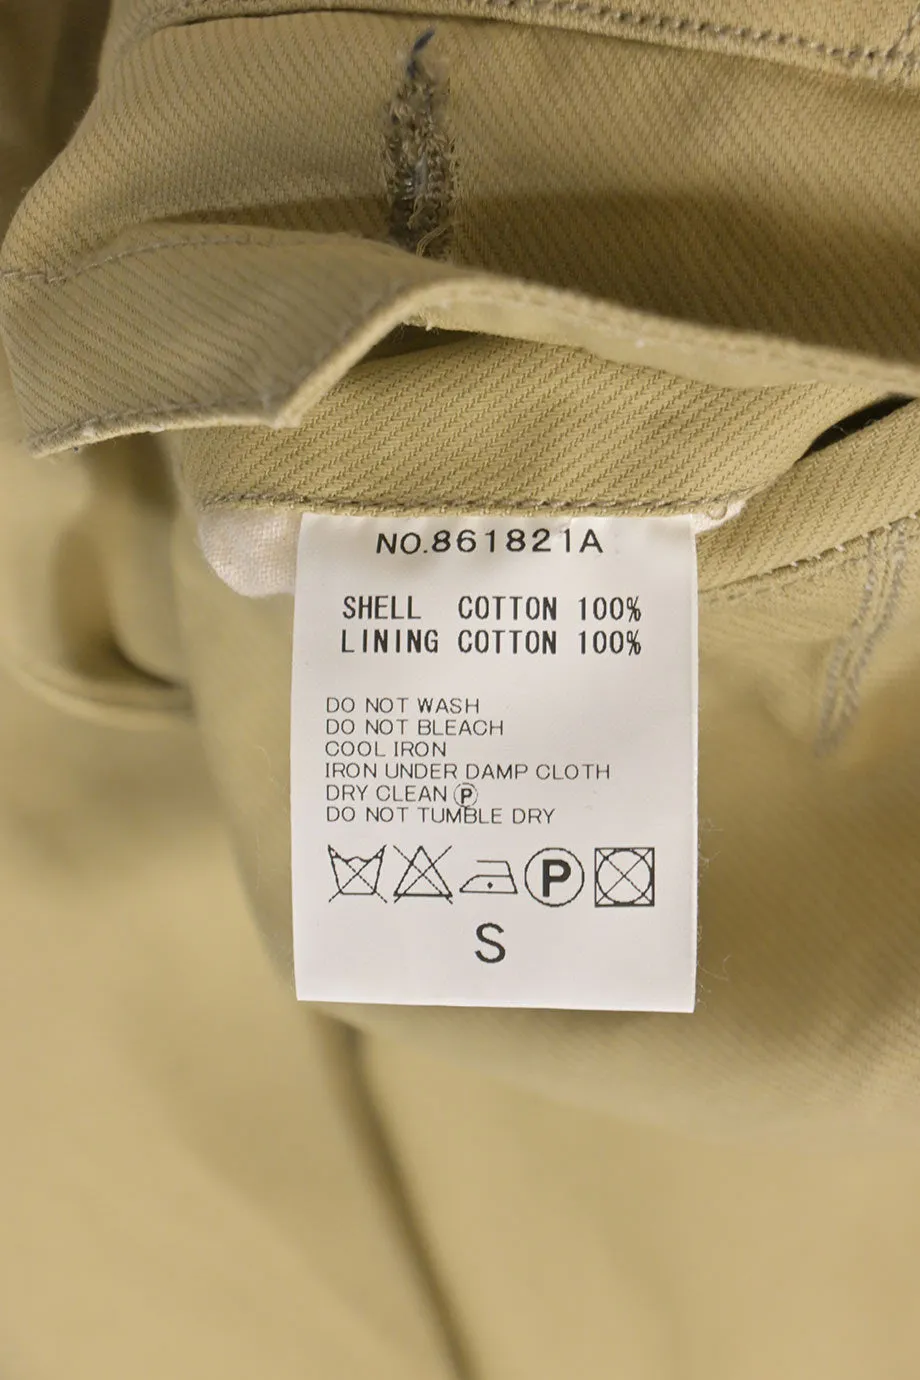 NO.861821A
SHELL COTTON 100%
LINING COTTON 100%
DO NOT WASH
DO NOT BLEACH
COOL IRON
IRON UNDER DAMP CLOTH
DRY CLEAN Ⓟ
DO NOT TUMBLE DRY
P
S